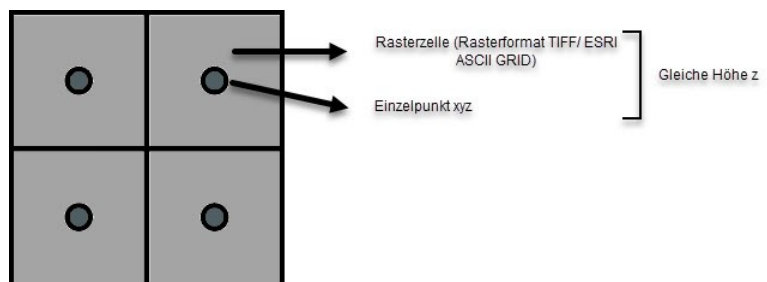 Rasterzelle (Rasterformat TIFF/ ESRI
ASCII GRID)
Gleiche Höhe z
Einzelpunkt xyz